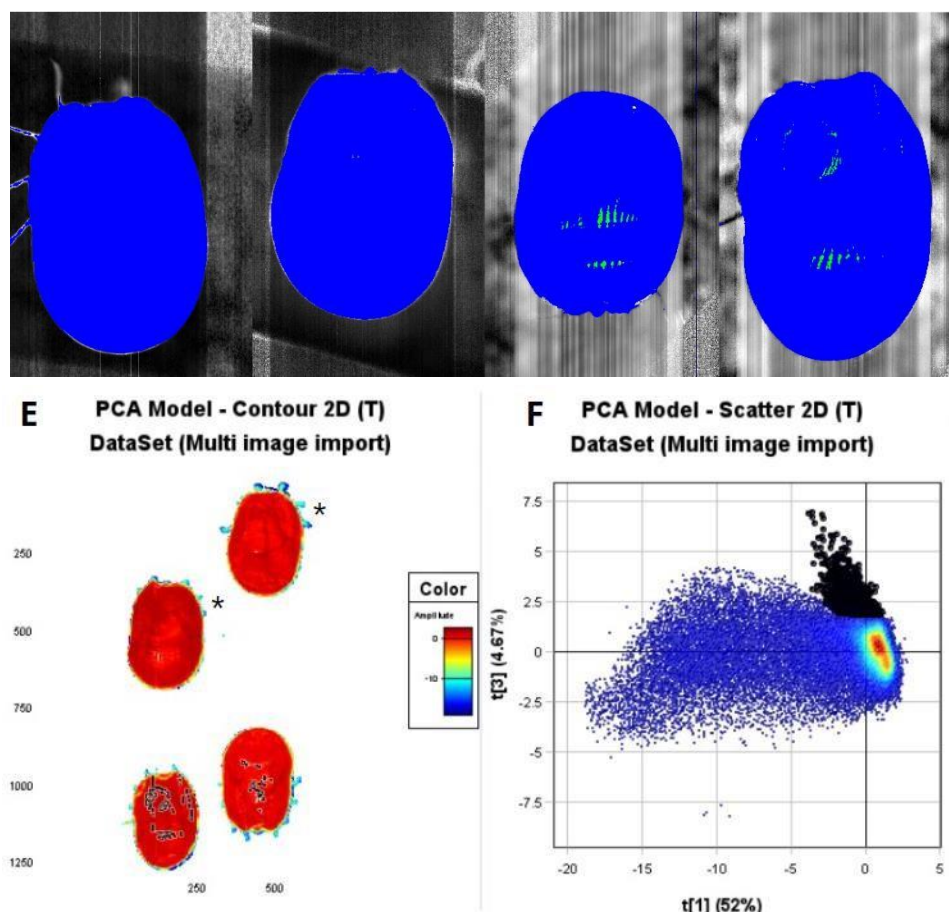 E
PCA Model - Contour 2D (T)
DataSet (Multi image import)
*
*
250
500
750
1000
1250
250
500
Color
Amplitude
0
-10
F
PCA Model - Scatter 2D (T)
DataSet (Multi image import)
7.5
5
2.5
0
-2.5
-5
-7.5
t[3] (4.67%)
-20
-15
-10
-5
0
5
t[1] (52%)